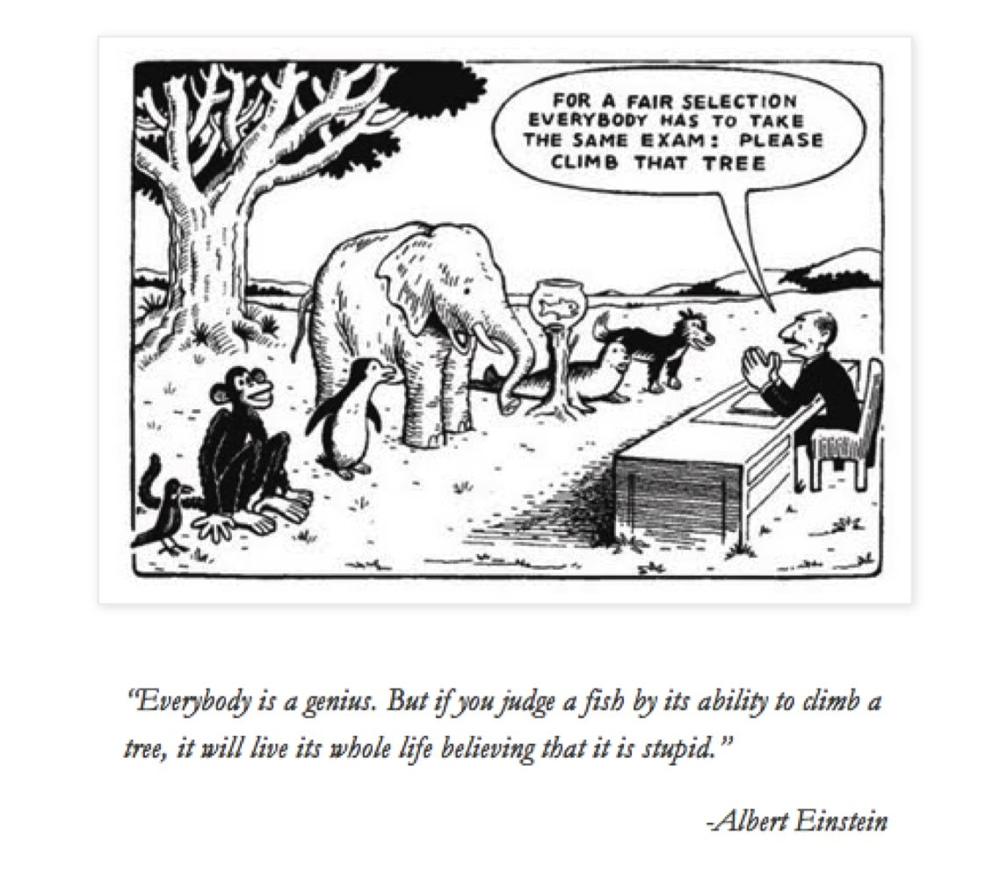 FOR A FAIR SELECTION
EVERYBODY HAS TO TAKE
THE SAME EXAM: PLEASE
CLIMB THAT TREE
“Everybody is a genius. But if you judge a fish by its ability to climb a
tree, it will live its whole life believing that it is stupid.”
-Albert Einstein